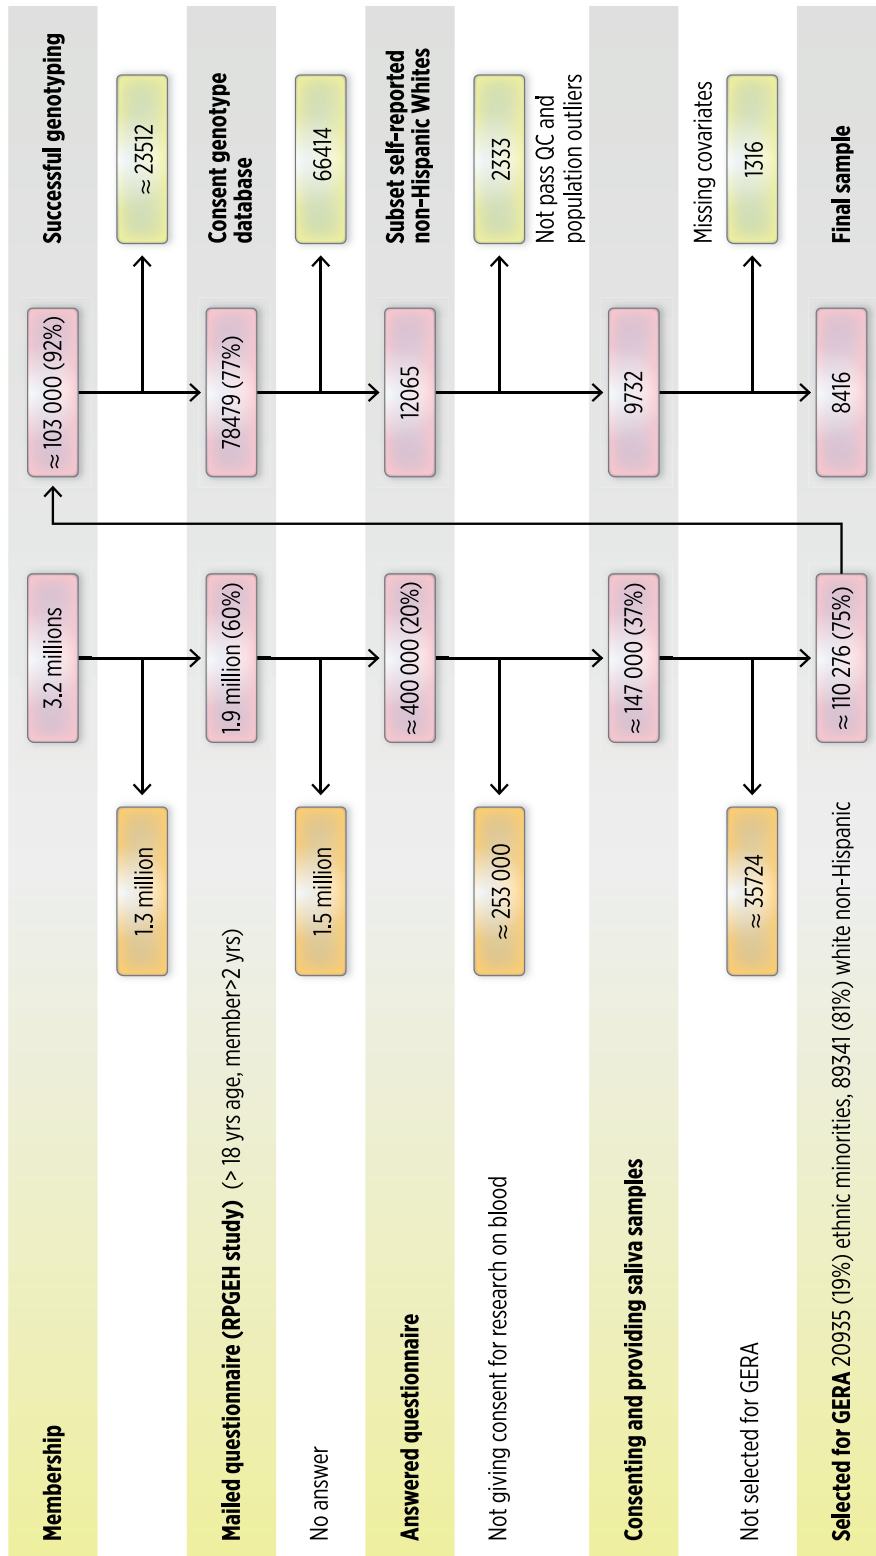 Membership
3.2 millions
≈ 103 000 (92%)
Successful genotyping
1.3 million
≈ 23512
Mailed questionnaire (RPGEH study) (> 18 yrs age, member>2 yrs)
1.9 million (60%)
78479 (77%)
Consent genotype
database
No answer
1.5 million
66414
Answered questionnaire
≈ 400 000 (20%)
12065
Subset self-reported
non-Hispanic Whites
Not giving consent for research on blood
≈ 253 000
2333
Not pass QC and
population outliers
Consenting and providing saliva samples
≈ 147 000 (37%)
9732
Not selected for GERA
≈ 35724
Missing covariates
1316
Selected for GERA 20935 (19%) ethnic minorities, 89341 (81%) white non-Hispanic
≈ 110 276 (75%)
8416
Final sample